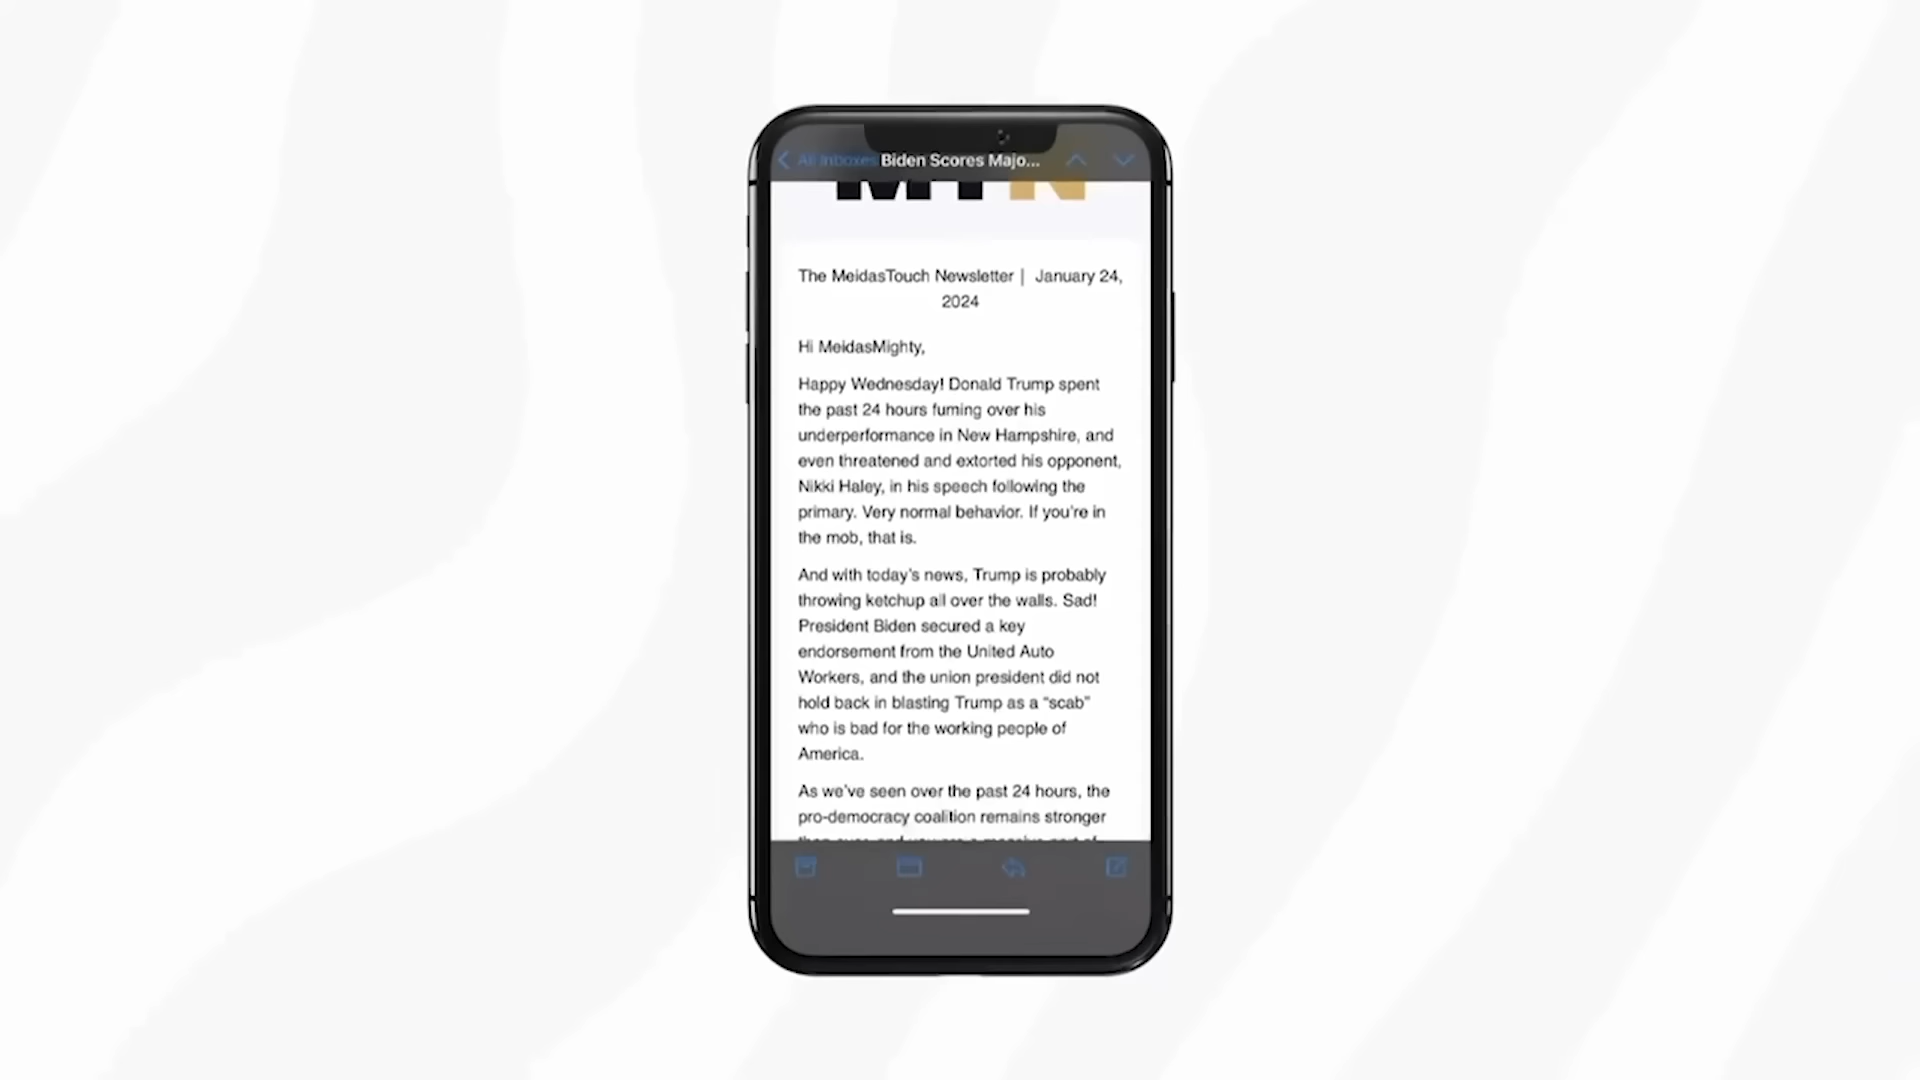 All Inboxes Biden Scores Majo...
MTN
The MeidasTouch Newsletter | January 24,
2024
Hi MeidasMighty,
Happy Wednesday! Donald Trump spent
the past 24 hours fuming over his
underperformance in New Hampshire, and
even threatened and extorted his opponent,
Nikki Haley, in his speech following the
primary. Very normal behavior. If you're in
the mob, that is.
And with today's news, Trump is probably
throwing ketchup all over the walls. Sad!
President Biden secured a key
endorsement from the United Auto
Workers, and the union president did not
hold back in blasting Trump as a "scab"
who is bad for the working people of
America.
As we've seen over the past 24 hours, the
pro-democracy coalition remains stronger